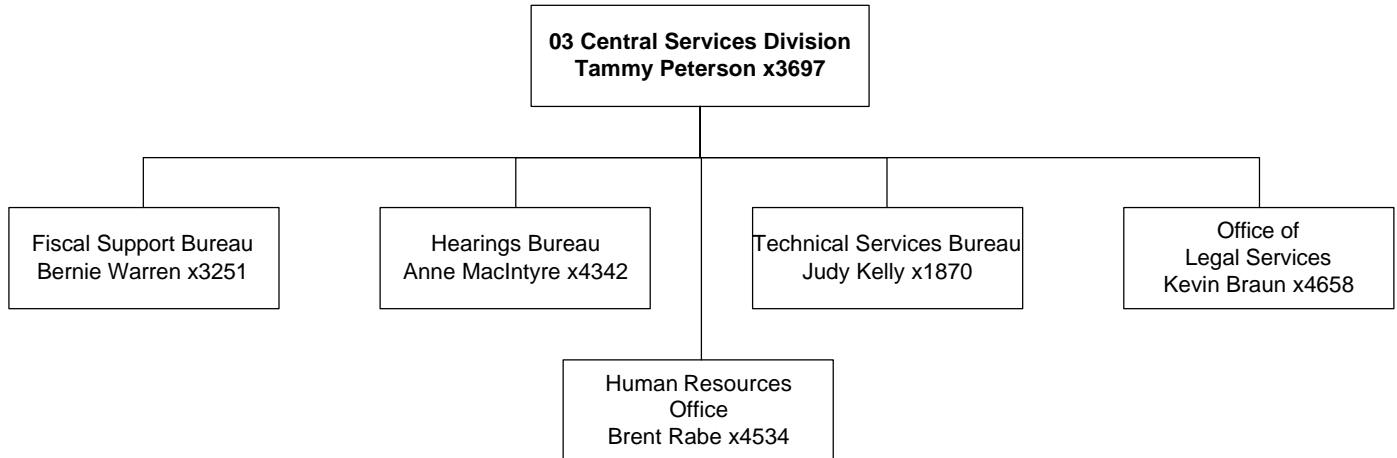 03 Central Services Division
Tammy Peterson x3697
Fiscal Support Bureau
Bernie Warren x3251
Hearings Bureau
Anne MacIntyre x4342
Technical Services Bureau
Judy Kelly x1870
Office of
Legal Services
Kevin Braun x4658
Human Resources
Office
Brent Rabe x4534